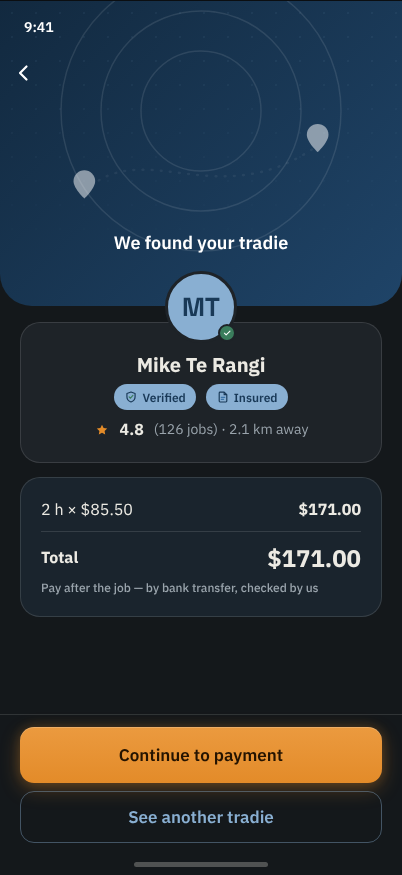 9:41
We found your tradie
MT
Mike Te Rangi
Verified
Insured
4.8 (126 jobs) · 2.1 km away
2 h × $85.50 $171.00
Total $171.00
Pay after the job — by bank transfer, checked by us
Continue to payment
See another tradie